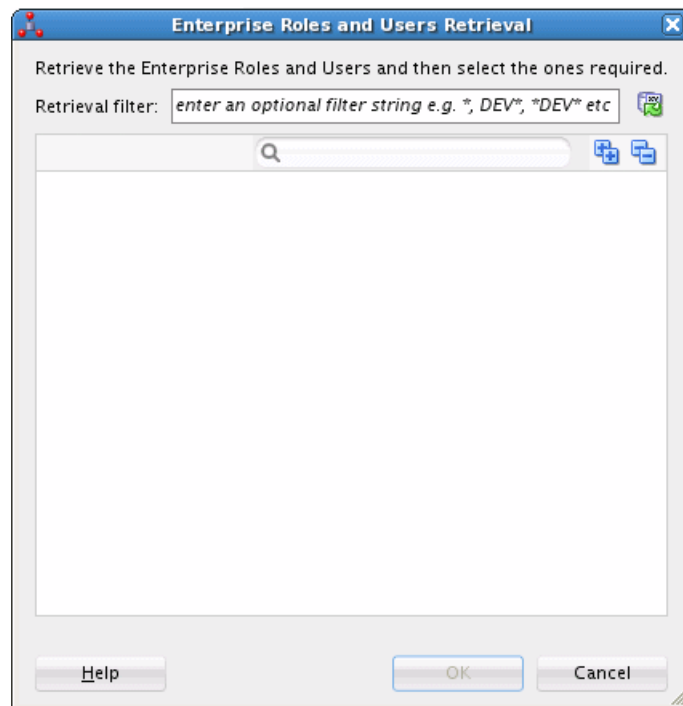 Enterprise Roles and Users Retrieval
Retrieve the Enterprise Roles and Users and then select the ones required.
Retrieval filter: enter an optional filter string e.g. *, DEV*, *DEV* etc
Help OK Cancel